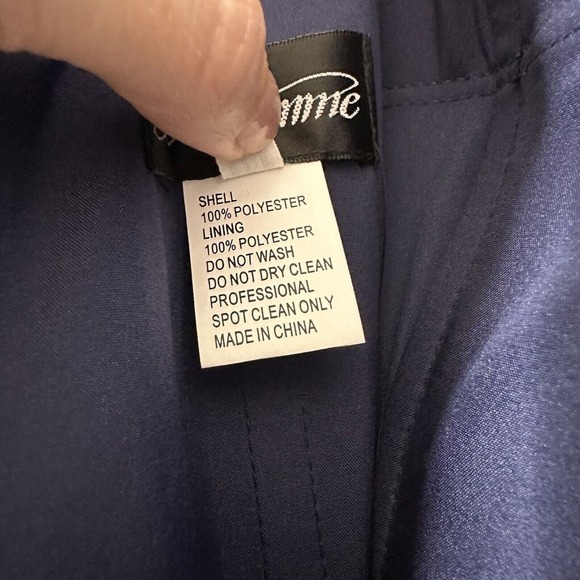 SHELL
100% POLYESTER
LINING
100% POLYESTER
DO NOT WASH
DO NOT DRY CLEAN
PROFESSIONAL
SPOT CLEAN ONLY
MADE IN CHINA